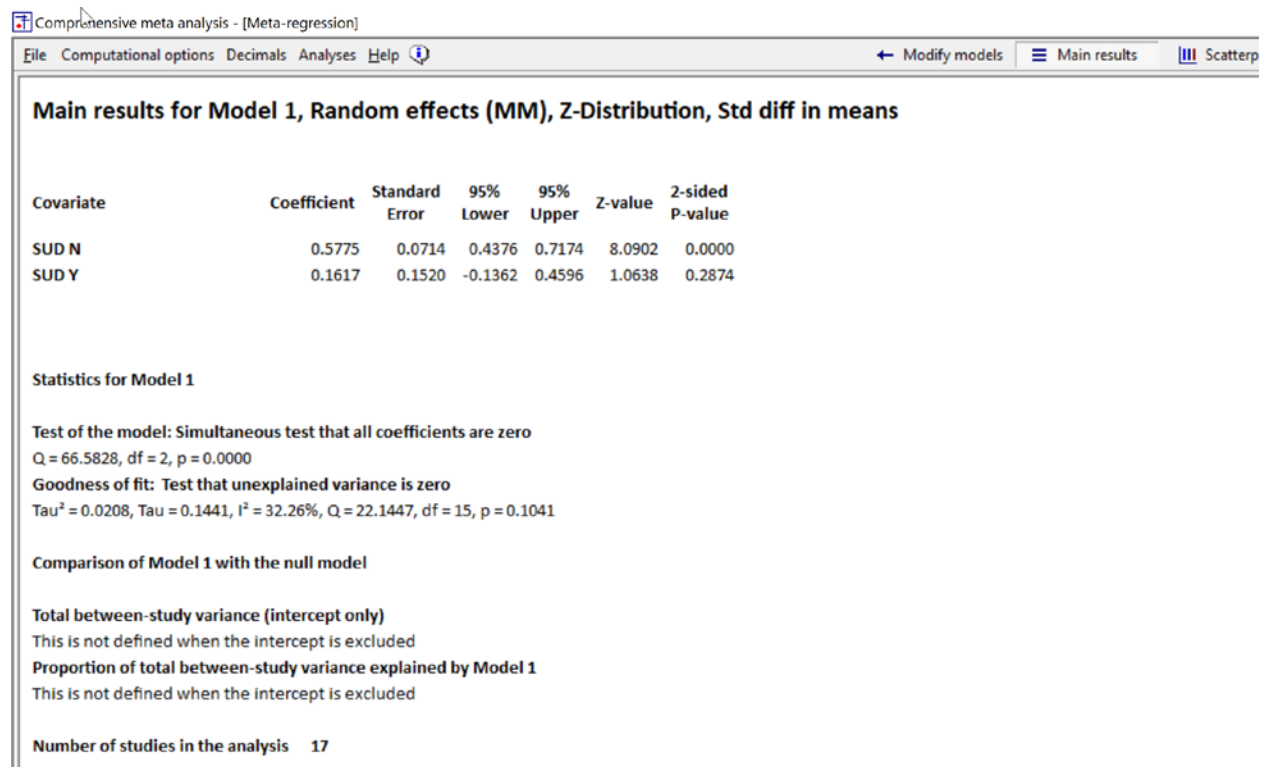 Comprehensive meta analysis - [Meta-regression]
File Computational options Decimals Analyses Help ← Modify models Main results Scatterp
Main results for Model 1, Random effects (MM), Z-Distribution, Std diff in means
Covariate Coefficient Standard Error 95% Lower 95% Upper Z-value 2-sided P-value
SUD N 0.5775 0.0714 0.4376 0.7174 8.0902 0.0000
SUD Y 0.1617 0.1520 -0.1362 0.4596 1.0638 0.2874
Statistics for Model 1
Test of the model: Simultaneous test that all coefficients are zero
Q = 66.5828, df = 2, p = 0.0000
Goodness of fit: Test that unexplained variance is zero
Tau² = 0.0208, Tau = 0.1441, I² = 32.26%, Q = 22.1447, df = 15, p = 0.1041
Comparison of Model 1 with the null model
Total between-study variance (intercept only)
This is not defined when the intercept is excluded
Proportion of total between-study variance explained by Model 1
This is not defined when the intercept is excluded
Number of studies in the analysis 17